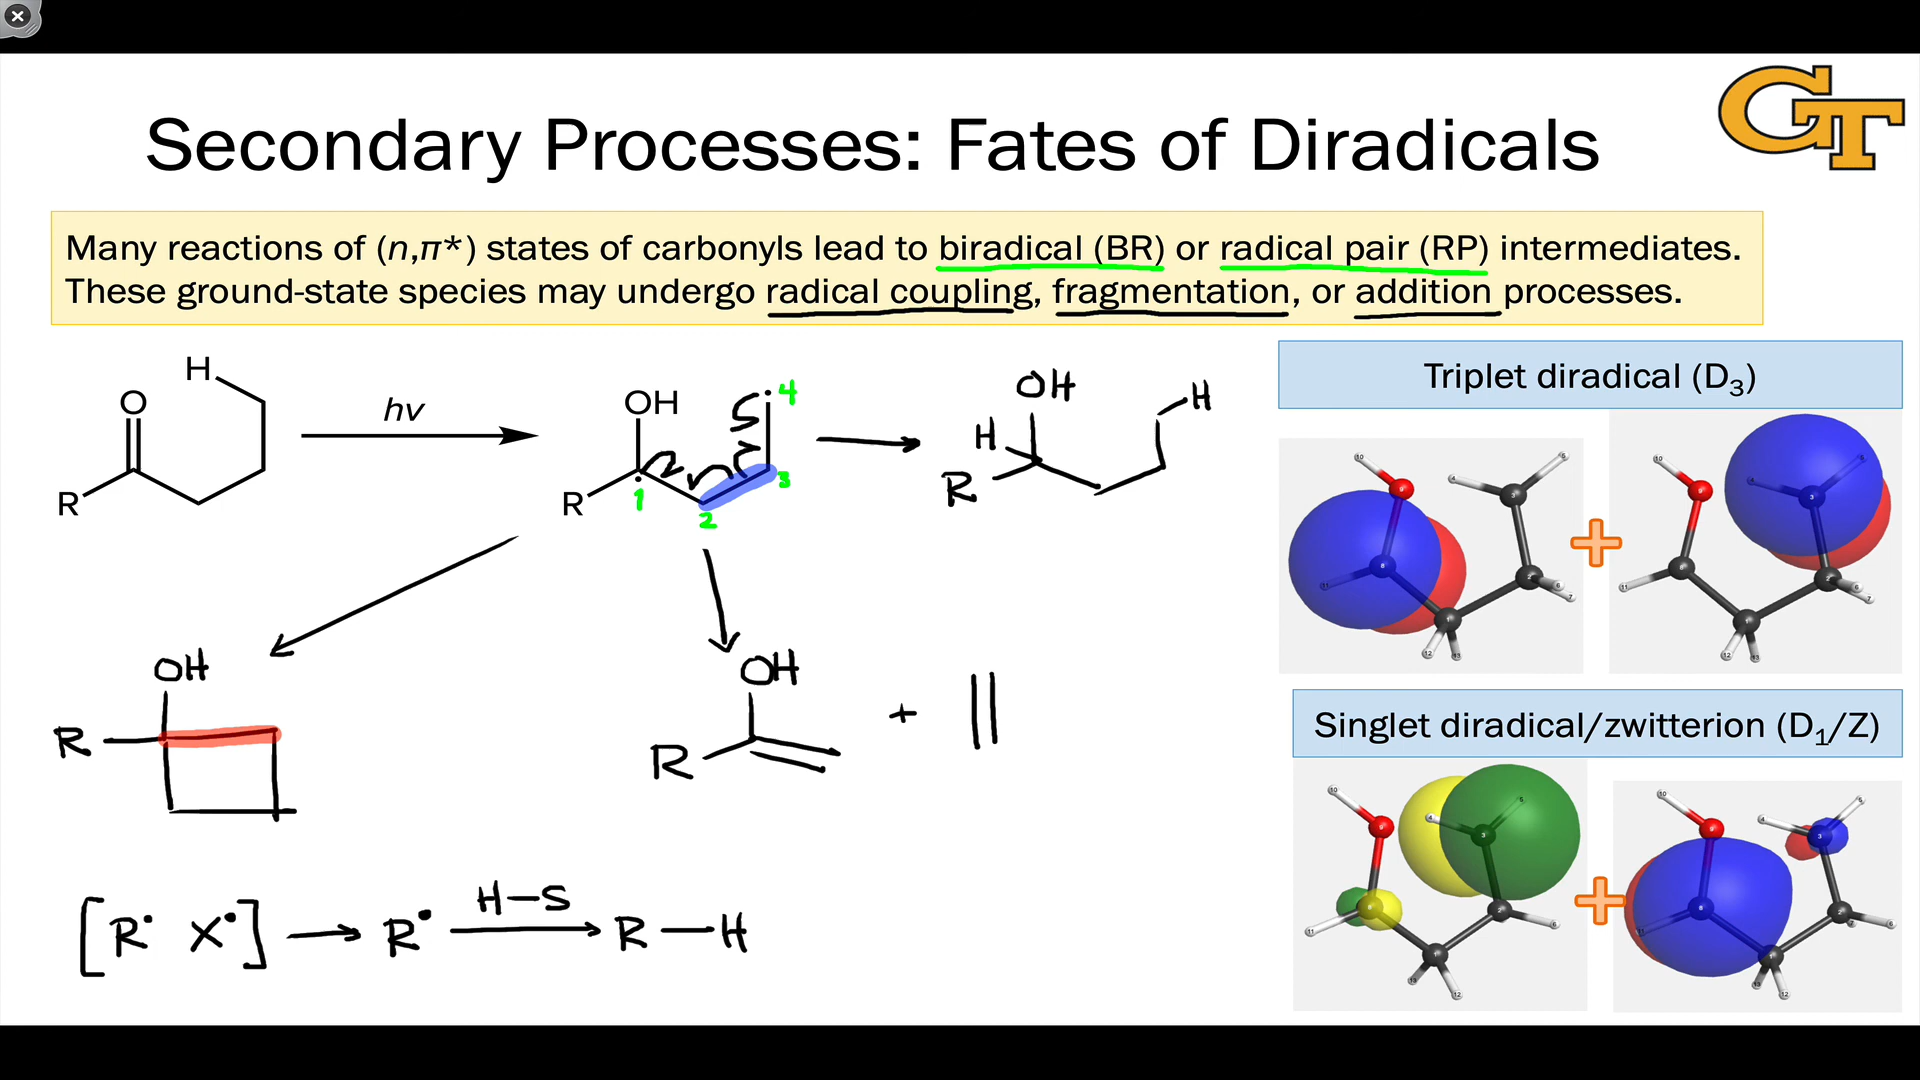 Secondary Processes: Fates of Diradicals
GT
Many reactions of (n,π*) states of carbonyls lead to biradical (BR) or radical pair (RP) intermediates.
These ground-state species may undergo radical coupling, fragmentation, or addition processes.
H
O
R
hv
OH
R
1
2
3
4
OH
H
H
R
OH
R
OH
R
+
[R· X·] → R· H–S → R–H
Triplet diradical (D3)
Singlet diradical/zwitterion (D1/Z)